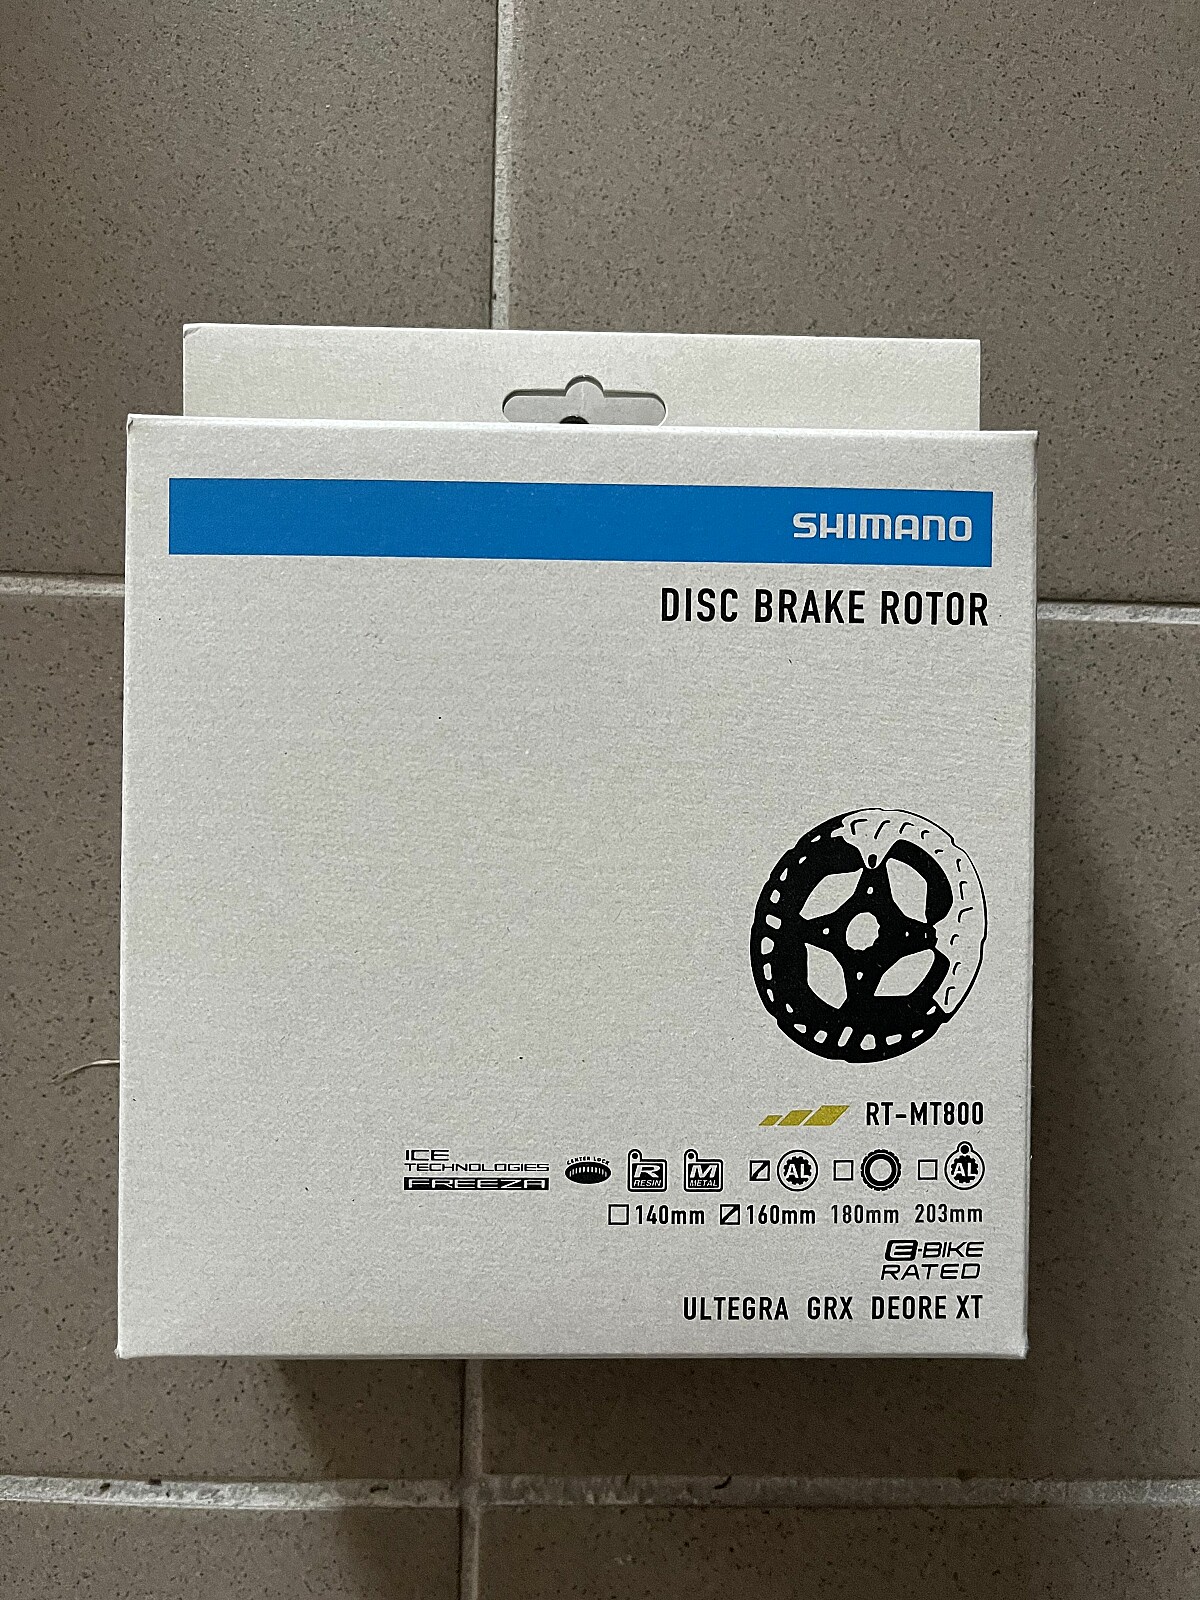 SHIMANO
DISC BRAKE ROTOR
RT-MT800
ICE
TECHNOLOGIES
FREEZA
CENTER LOCK
R
RESIN
M
METAL
AL
AL
140mm 160mm 180mm 203mm
E-BIKE
RATED
ULTEGRA GRX DEORE XT